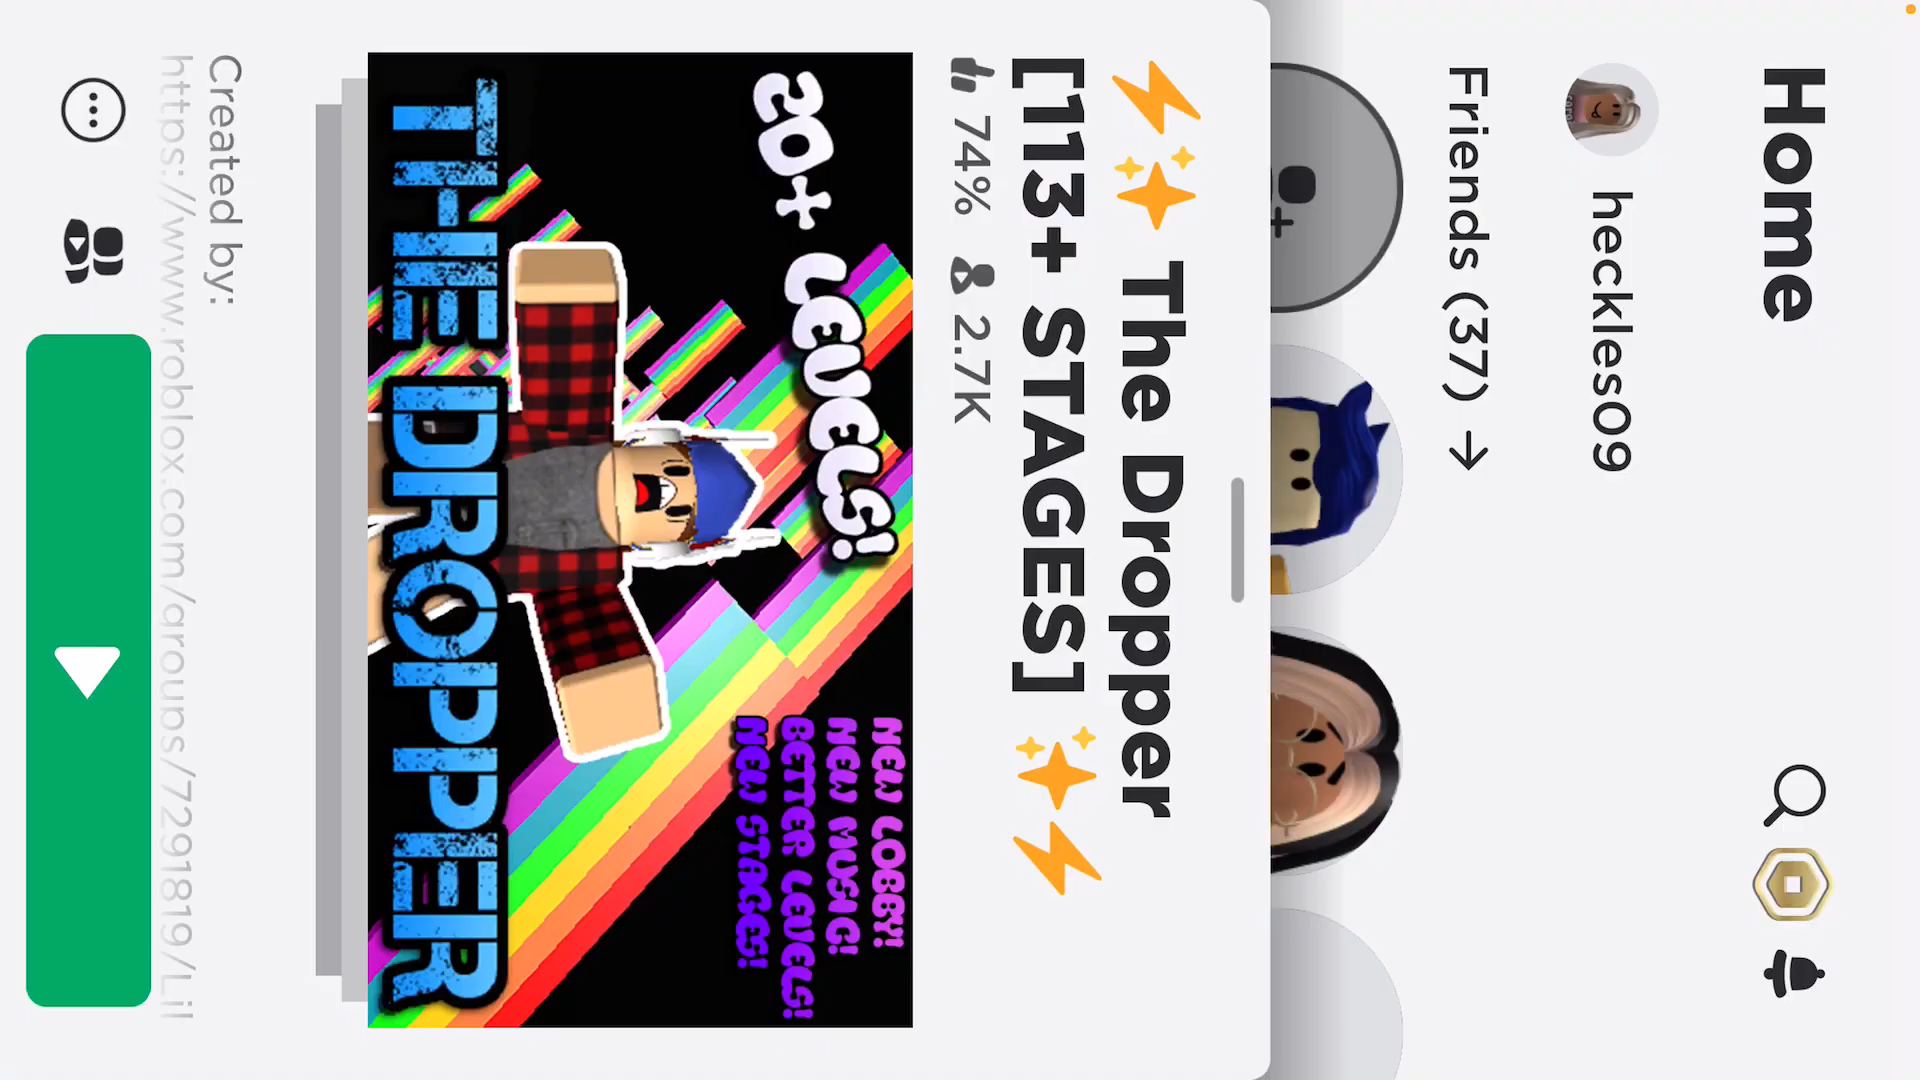 Home
heckles09
Friends (37) →
⚡✨ The Dropper
[113+ STAGES] ✨⚡
74% 2.7K
20+ LEVELS!
NEW LOBBY!
NEW MUSIC!
BETTER LEVELS!
NEW STAGES!
THE DROPPER
Created by:
https://www.roblox.com/groups/7291819/Lil